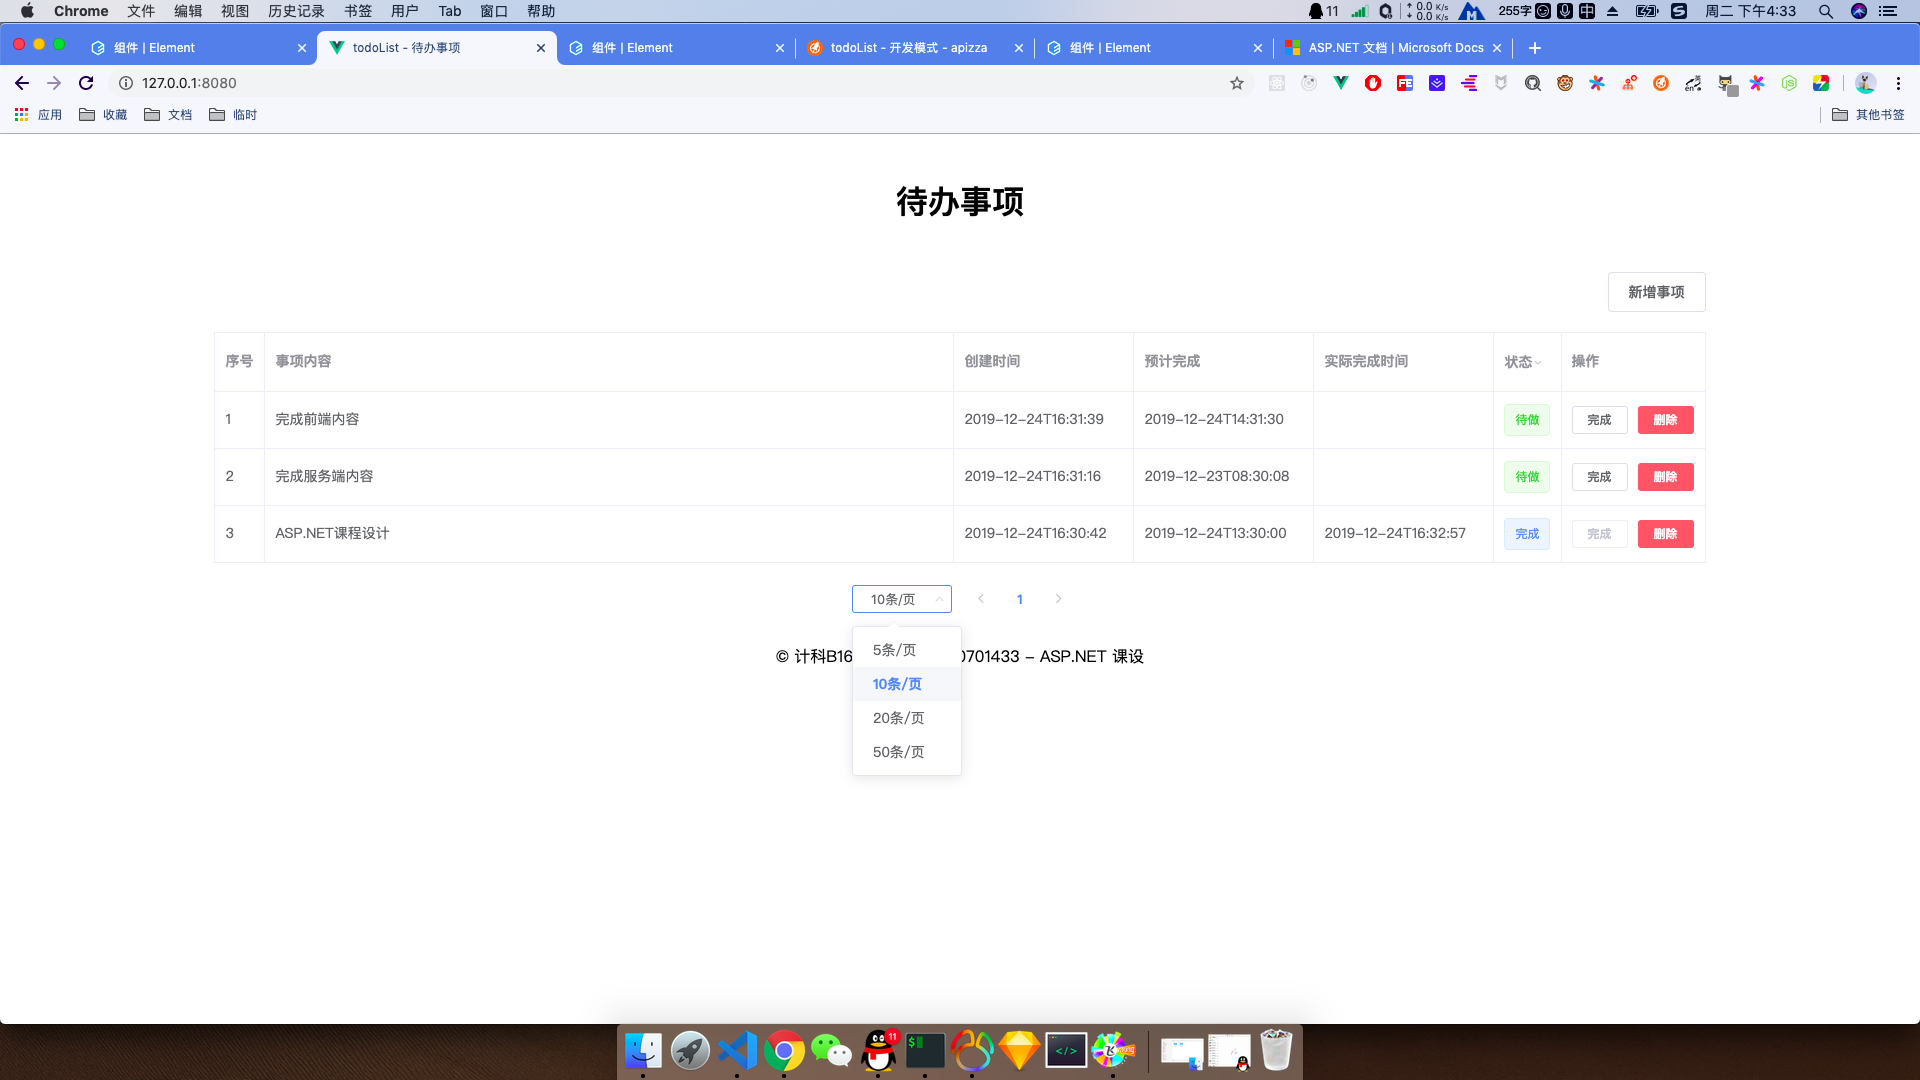 Chrome 文件 编辑 视图 历史记录 书签 用户 Tab 窗口 帮助 11 0.0 K/s 0.0 K/s 255字 中 周二 下午4:33
组件 | Element todoList - 待办事项 组件 | Element todoList - 开发模式 - apizza 组件 | Element ASP.NET 文档 | Microsoft Docs
127.0.0.1:8080
应用 收藏 文档 临时 其他书签
待办事项
新增事项
序号 事项内容 创建时间 预计完成 实际完成时间 状态 操作
1 完成前端内容 2019-12-24T16:31:39 2019-12-24T14:31:30 待做 完成 删除
2 完成服务端内容 2019-12-24T16:31:16 2019-12-23T08:30:08 待做 完成 删除
3 ASP.NET课程设计 2019-12-24T16:30:42 2019-12-24T13:30:00 2019-12-24T16:32:57 完成 完成 删除
10条/页 1
5条/页
© 计科B16 0701433 - ASP.NET 课设
10条/页
20条/页
50条/页
11